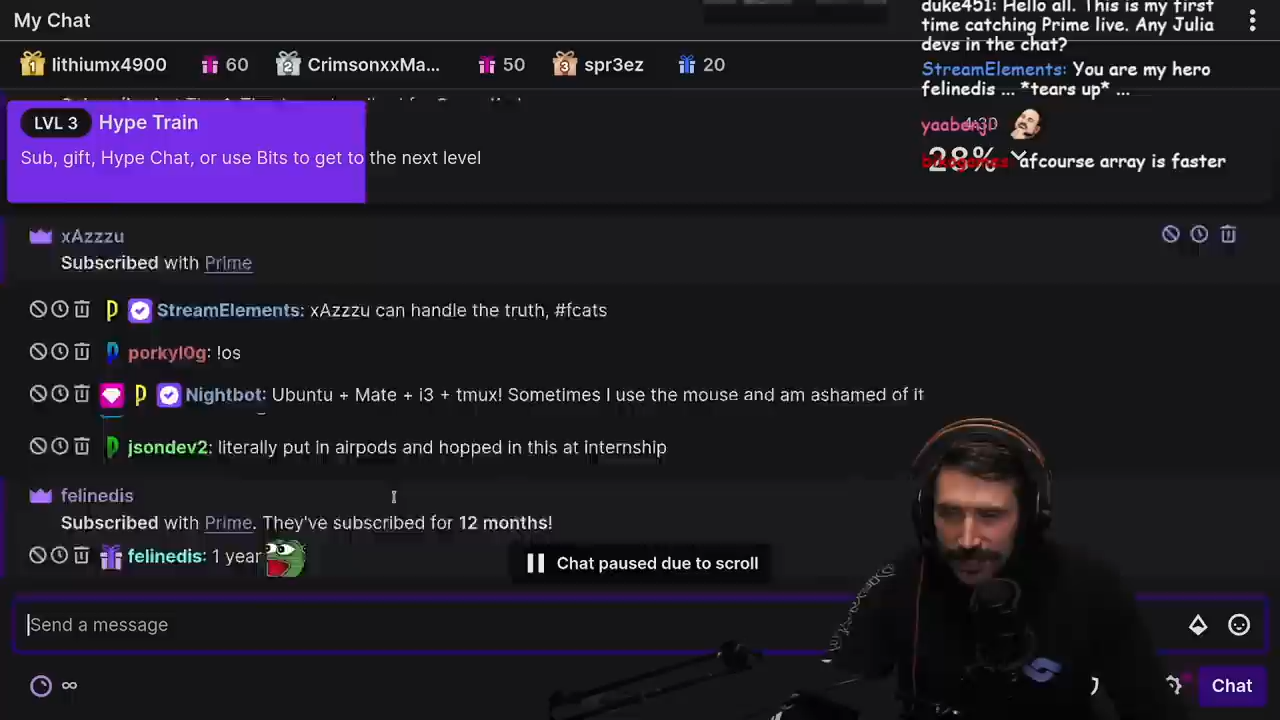 My Chat
duke451: Hello all. This is my first
time catching Prime live. Any Julia
devs in the chat?
StreamElements: You are my hero
felinedis ... *tears up* ...
yaabenji:
afcourse array is faster
1 lithiumx4900 60 2 CrimsonxxMa... 50 3 spr3ez 20
LVL 3 Hype Train
4:30
Sub, gift, Hype Chat, or use Bits to get to the next level
28%
xAzzzu
Subscribed with Prime
StreamElements: xAzzzu can handle the truth, #fcats
porkyl0g: !os
Nightbot: Ubuntu + Mate + i3 + tmux! Sometimes I use the mouse and am ashamed of it
jsondev2: literally put in airpods and hopped in this at internship
felinedis
Subscribed with Prime. They've subscribed for 12 months!
felinedis: 1 year
Chat paused due to scroll
Send a message
∞
Chat